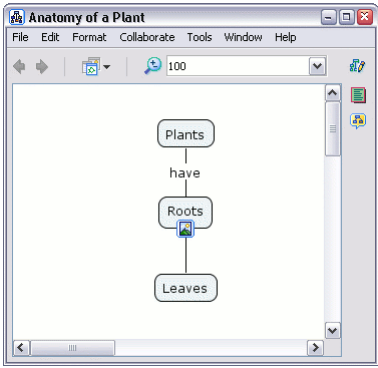 Anatomy of a Plant
File Edit Format Collaborate Tools Window Help
100
Plants
have
Roots
Leaves